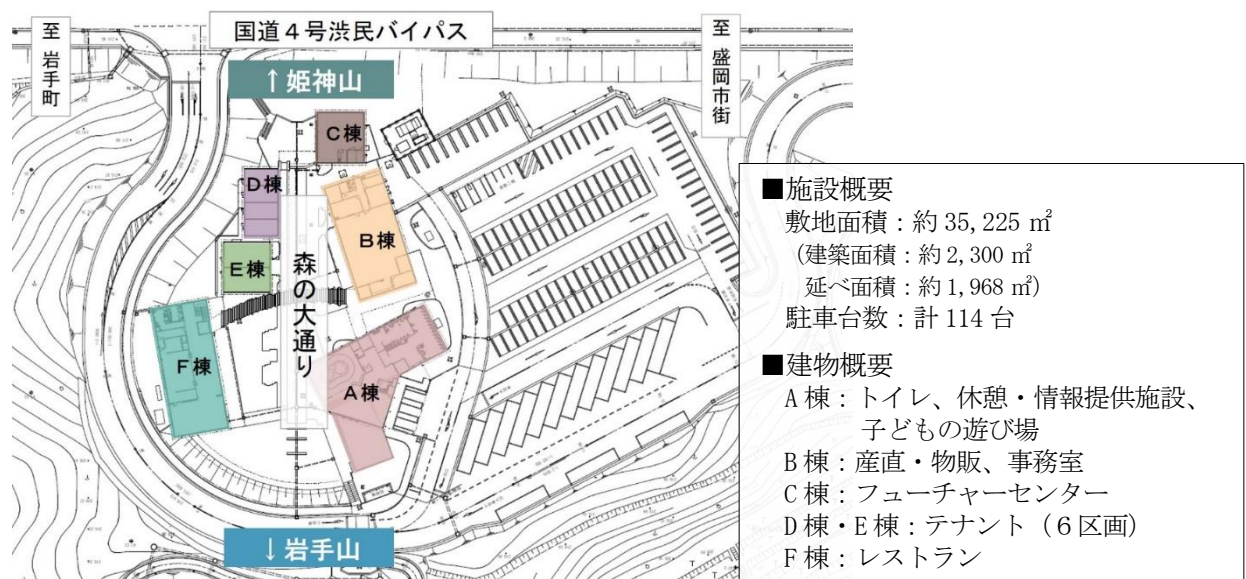 国道４号渋民バイパス
至 岩手町
至 盛岡市街
↑姫神山
C棟
D棟
B棟
E棟
森の大通り
F棟
A棟
↓岩手山
■施設概要
敷地面積：約 35,225 ㎡
(建築面積：約 2,300 ㎡
延べ面積：約 1,968 ㎡)
駐車台数：計 114 台
■建物概要
A 棟：トイレ、休憩・情報提供施設、
子どもの遊び場
B 棟：産直・物販、事務室
C 棟：フューチャーセンター
D 棟・E 棟：テナント（６区画）
F 棟：レストラン